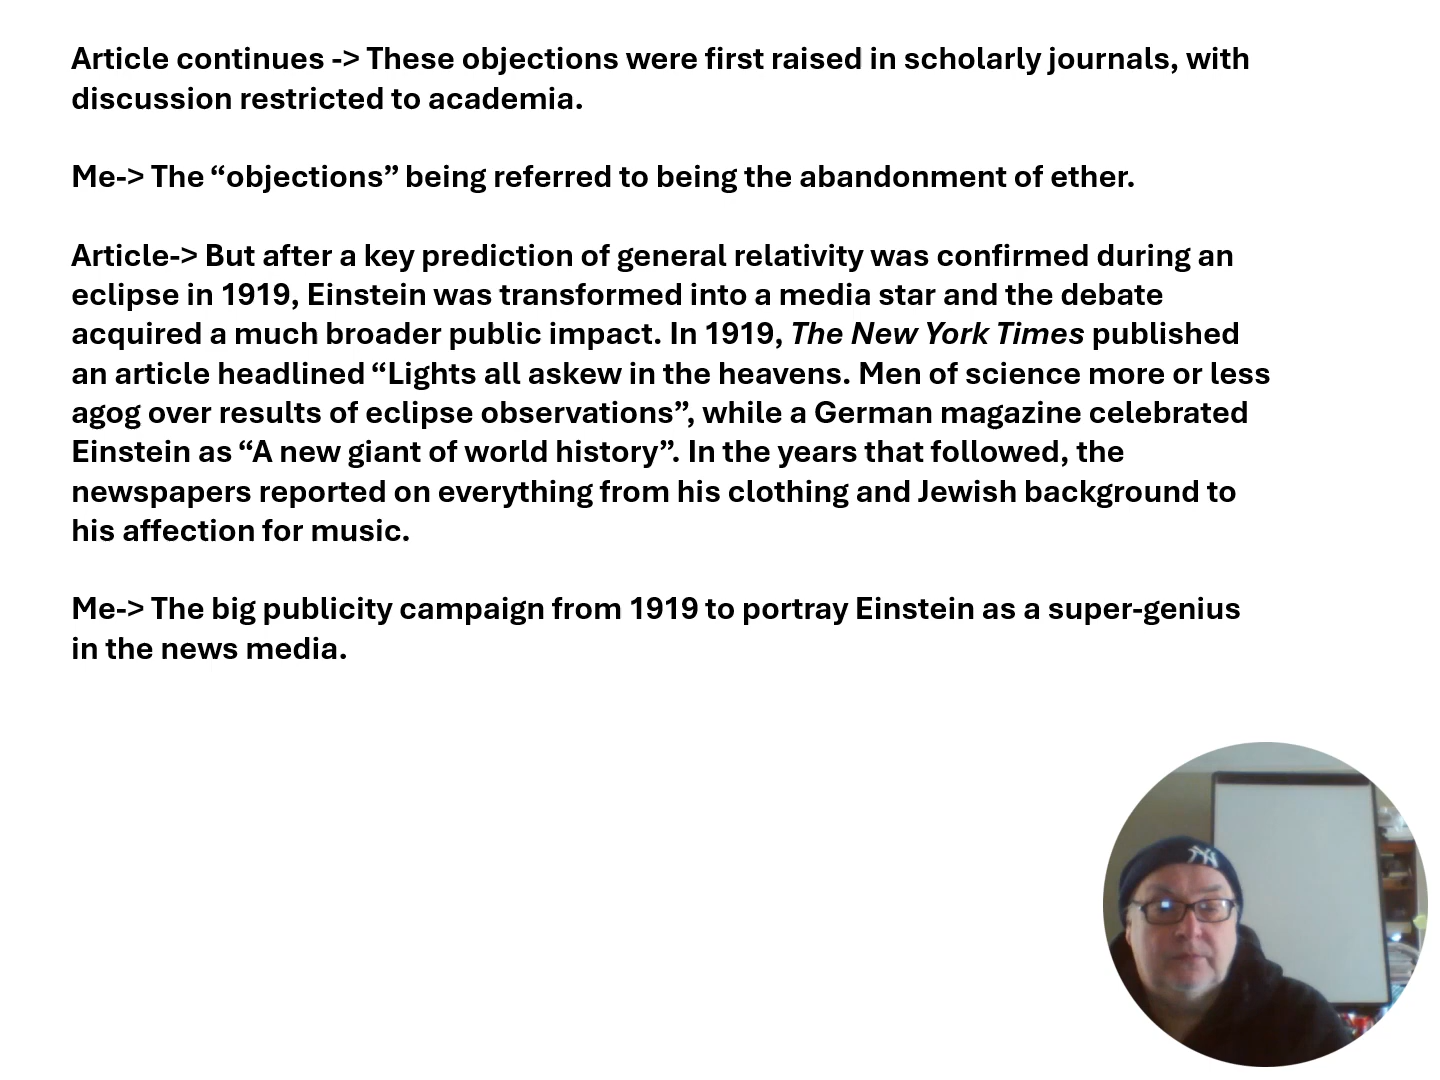 Article continues -> These objections were first raised in scholarly journals, with
discussion restricted to academia.
Me-> The “objections” being referred to being the abandonment of ether.
Article-> But after a key prediction of general relativity was confirmed during an
eclipse in 1919, Einstein was transformed into a media star and the debate
acquired a much broader public impact. In 1919, The New York Times published
an article headlined “Lights all askew in the heavens. Men of science more or less
agog over results of eclipse observations”, while a German magazine celebrated
Einstein as “A new giant of world history”. In the years that followed, the
newspapers reported on everything from his clothing and Jewish background to
his affection for music.
Me-> The big publicity campaign from 1919 to portray Einstein as a super-genius
in the news media.
NY